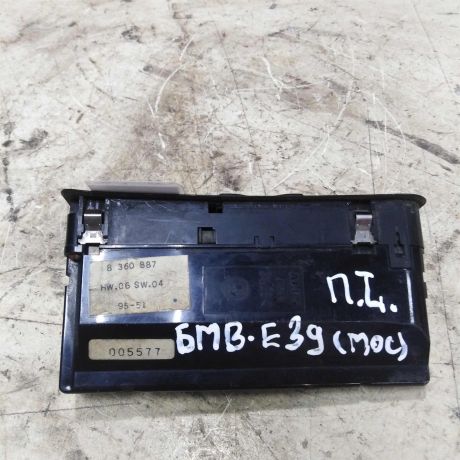 8 360 887
HW.06 SW.04
95-51
005577
П.Ц.
БМВ.Е39 (МОС)